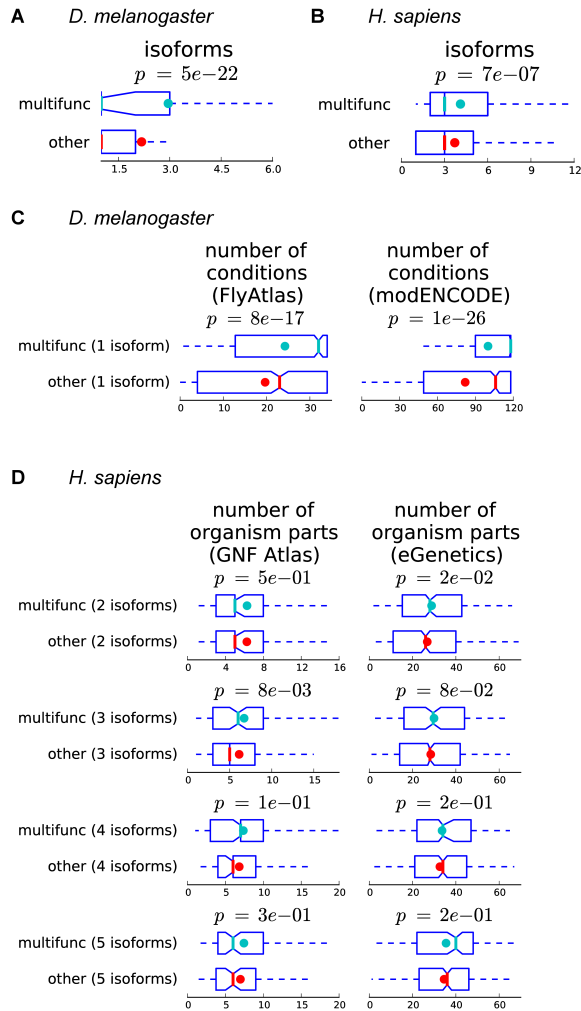 A D. melanogaster B H. sapiens
isoforms isoforms
p = 5e−22 p = 7e−07
multifunc multifunc
other other
1.5 3.0 4.5 6.0 0 3 6 9 12
C D. melanogaster
number of number of
conditions conditions
(FlyAtlas) (modENCODE)
p = 8e−17 p = 1e−26
multifunc (1 isoform)
other (1 isoform)
0 10 20 30 0 30 60 90 120
D H. sapiens
number of number of
organism parts organism parts
(GNF Atlas) (eGenetics)
p = 5e−01 p = 2e−02
multifunc (2 isoforms)
other (2 isoforms)
0 4 8 12 16 0 20 40 60
p = 8e−03 p = 8e−02
multifunc (3 isoforms)
other (3 isoforms)
0 5 10 15 0 20 40 60
p = 1e−01 p = 2e−01
multifunc (4 isoforms)
other (4 isoforms)
0 5 10 15 20 0 20 40 60
p = 3e−01 p = 2e−01
multifunc (5 isoforms)
other (5 isoforms)
0 5 10 15 20 0 20 40 60